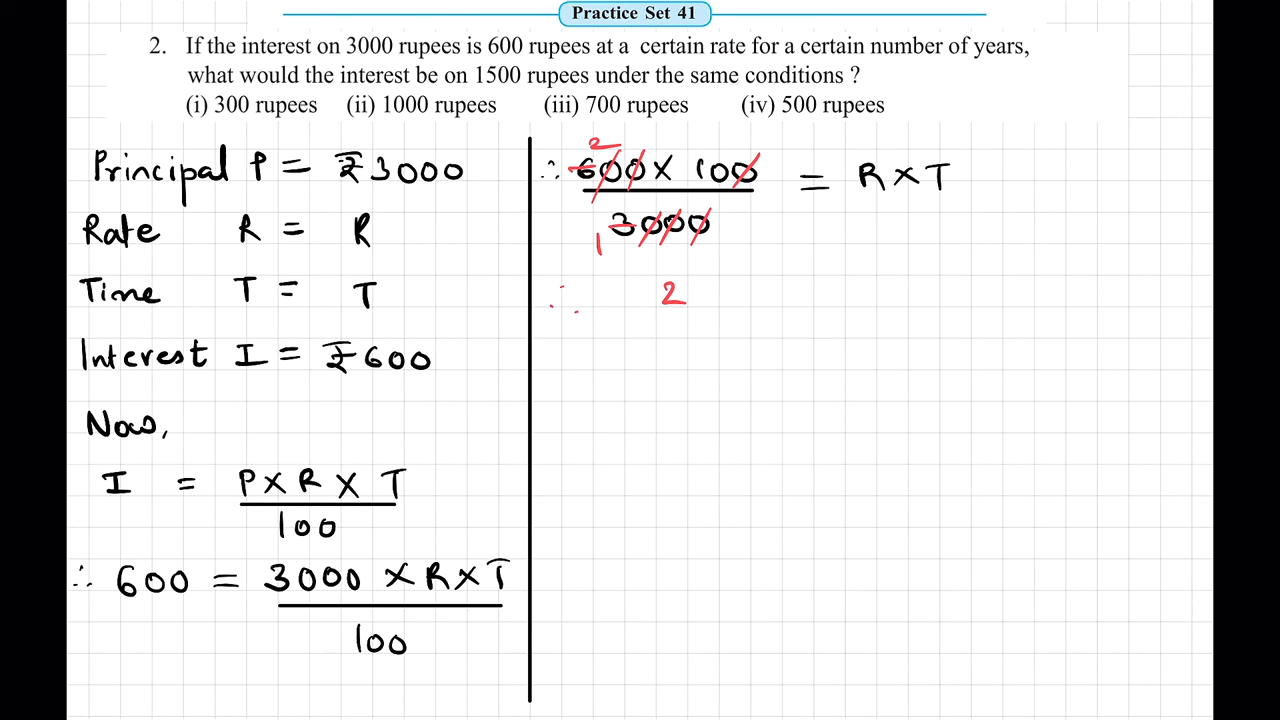 Practice Set 41
2. If the interest on 3000 rupees is 600 rupees at a certain rate for a certain number of years,
what would the interest be on 1500 rupees under the same conditions ?
(i) 300 rupees (ii) 1000 rupees (iii) 700 rupees (iv) 500 rupees
Principal P = ₹3000
Rate R = R
Time T = T
Interest I = ₹600
Now,
I = P × R × T
100
∴ 600 = 3000 × R × T
100
2
∴ 600 × 100 = R × T
3000
1
∴ 2